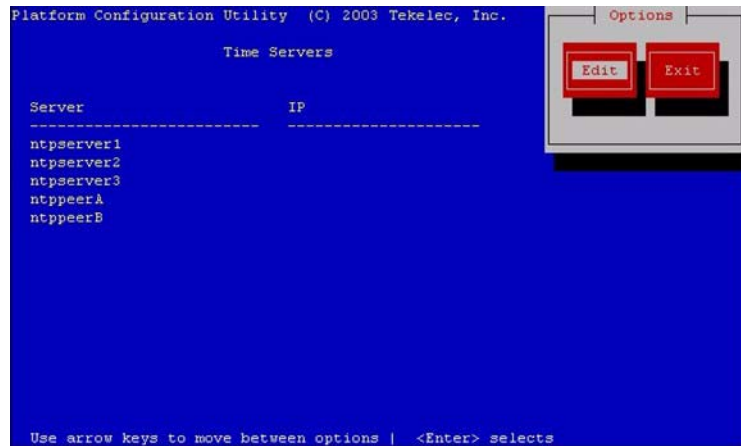 Platform Configuration Utility (C) 2003 Tekelec, Inc.
Options
Time Servers
Edit
Exit
Server IP
ntpserver1
ntpserver2
ntpserver3
ntppeerA
ntppeerB
Use arrow keys to move between options | <Enter> selects